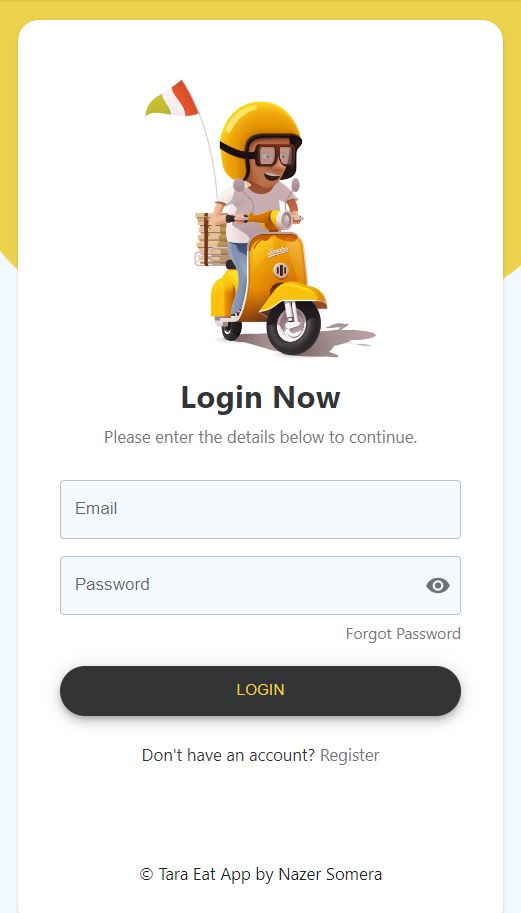 Scooter
Login Now
Please enter the details below to continue.
Email
Password
Forgot Password
LOGIN
Don't have an account? Register
© Tara Eat App by Nazer Somera